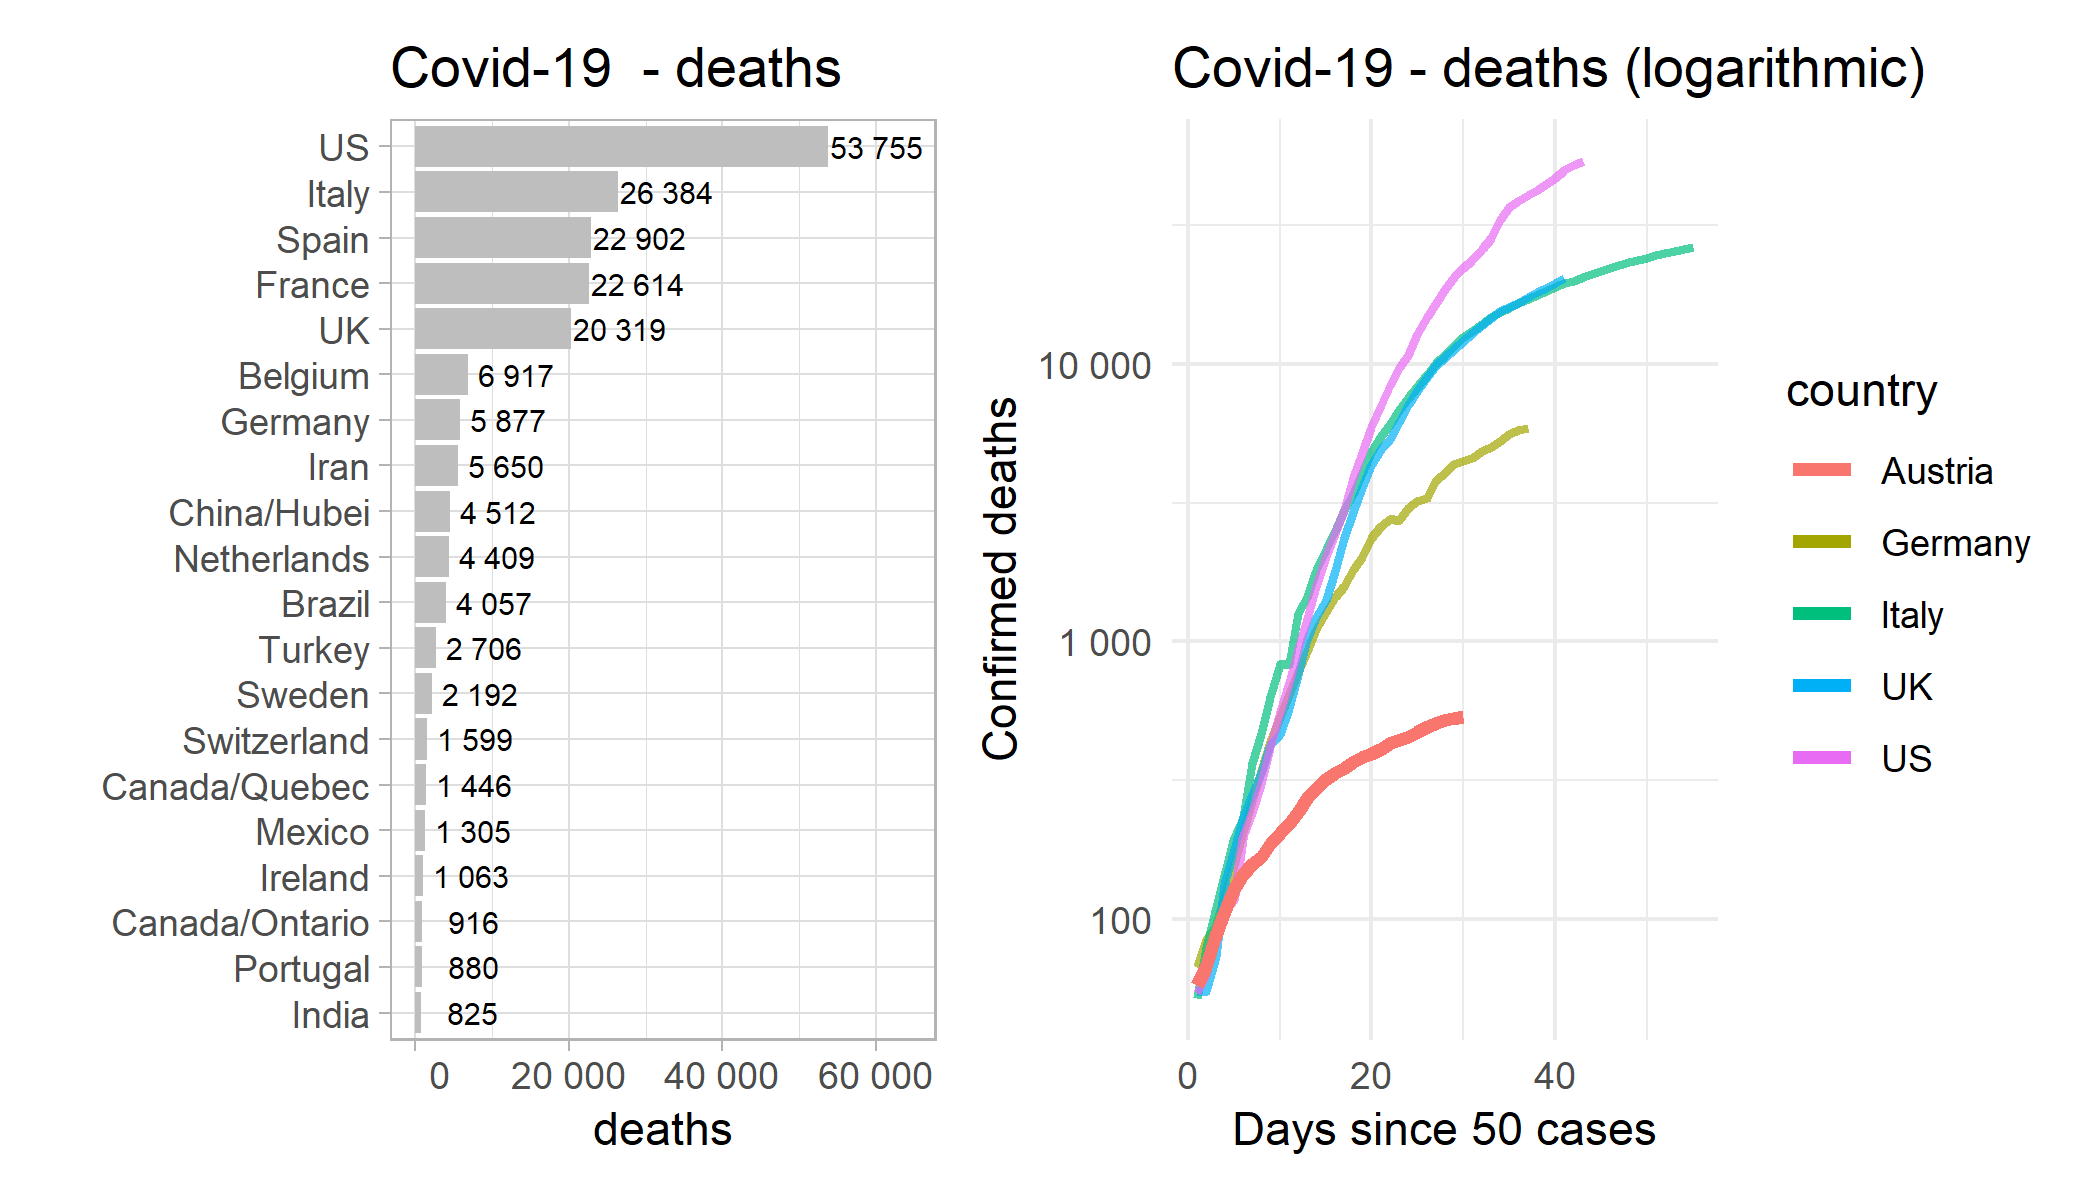 Covid-19  - deaths
US
53 755
Italy
26 384
Spain
22 902
France
22 614
UK
20 319
Belgium
6 917
Germany
5 877
Iran
5 650
China/Hubei
4 512
Netherlands
4 409
Brazil
4 057
Turkey
2 706
Sweden
2 192
Switzerland
1 599
Canada/Quebec
1 446
Mexico
1 305
Ireland
1 063
Canada/Ontario
916
Portugal
880
India
825
0
20 000
40 000
60 000
deaths
Covid-19 - deaths (logarithmic)
Confirmed deaths
10 000
1 000
100
0
20
40
Days since 50 cases
country
Austria
Germany
Italy
UK
US